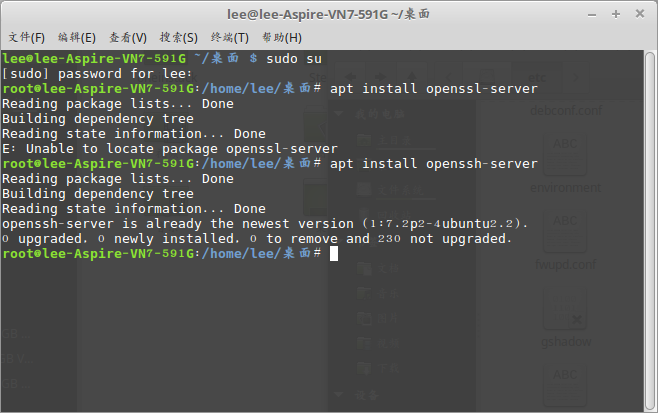 lee@lee-Aspire-VN7-591G ~/桌面
文件(F) 编辑(E) 查看(V) 搜索(S) 终端(T) 帮助(H)
lee@lee-Aspire-VN7-591G ~/桌面 $ sudo su
[sudo] password for lee:
root@lee-Aspire-VN7-591G:/home/lee/桌面# apt install openssl-server
Reading package lists... Done
Building dependency tree
Reading state information... Done
E: Unable to locate package openssl-server
root@lee-Aspire-VN7-591G:/home/lee/桌面# apt install openssh-server
Reading package lists... Done
Building dependency tree
Reading state information... Done
openssh-server is already the newest version (1:7.2p2-4ubuntu2.2).
0 upgraded, 0 newly installed, 0 to remove and 230 not upgraded.
root@lee-Aspire-VN7-591G:/home/lee/桌面#
debconf.conf
ABC
environment
fwupd.conf
gshadow
ABC